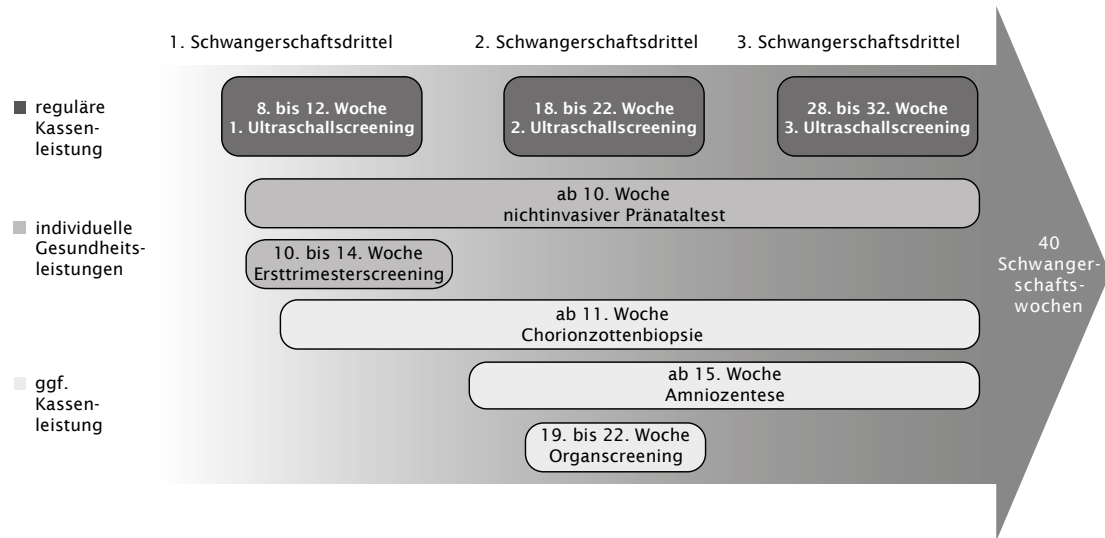 1. Schwangerschaftsdrittel
2. Schwangerschaftsdrittel
3. Schwangerschaftsdrittel
reguläre
Kassen-
leistung
8. bis 12. Woche
1. Ultraschallscreening
18. bis 22. Woche
2. Ultraschallscreening
28. bis 32. Woche
3. Ultraschallscreening
individuelle
Gesundheits-
leistungen
ab 10. Woche
nichtinvasiver Pränataltest
10. bis 14. Woche
Ersttrimesterscreening
ggf.
Kassen-
leistung
ab 11. Woche
Chorionzottenbiopsie
ab 15. Woche
Amniozentese
19. bis 22. Woche
Organscreening
40
Schwanger-
schafts-
wochen